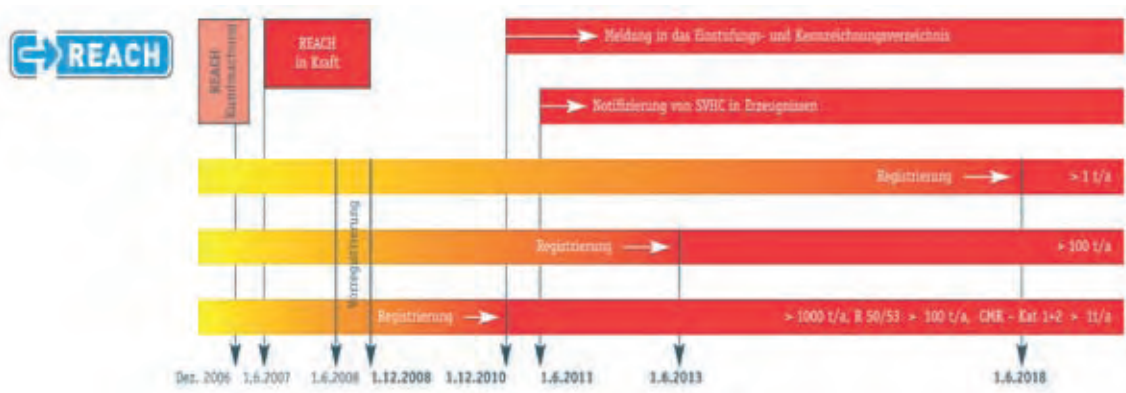 REACH
REACH
Kundmachung
REACH
in Kraft
Meldung in das Einstufungs- und Kennzeichnungsverzeichnis
Notifizierung von SVHC in Erzeugnissen
Registrierung
> 1 t/a
Vorregistrierung
Registrierung
> 100 t/a
Registrierung
> 1000 t/a, R 50/53 > 100 t/a, CMR - Kat 1+2 > 1t/a
Dez. 2006
1.6.2007
1.6.2008
1.12.2008
1.12.2010
1.6.2011
1.6.2013
1.6.2018